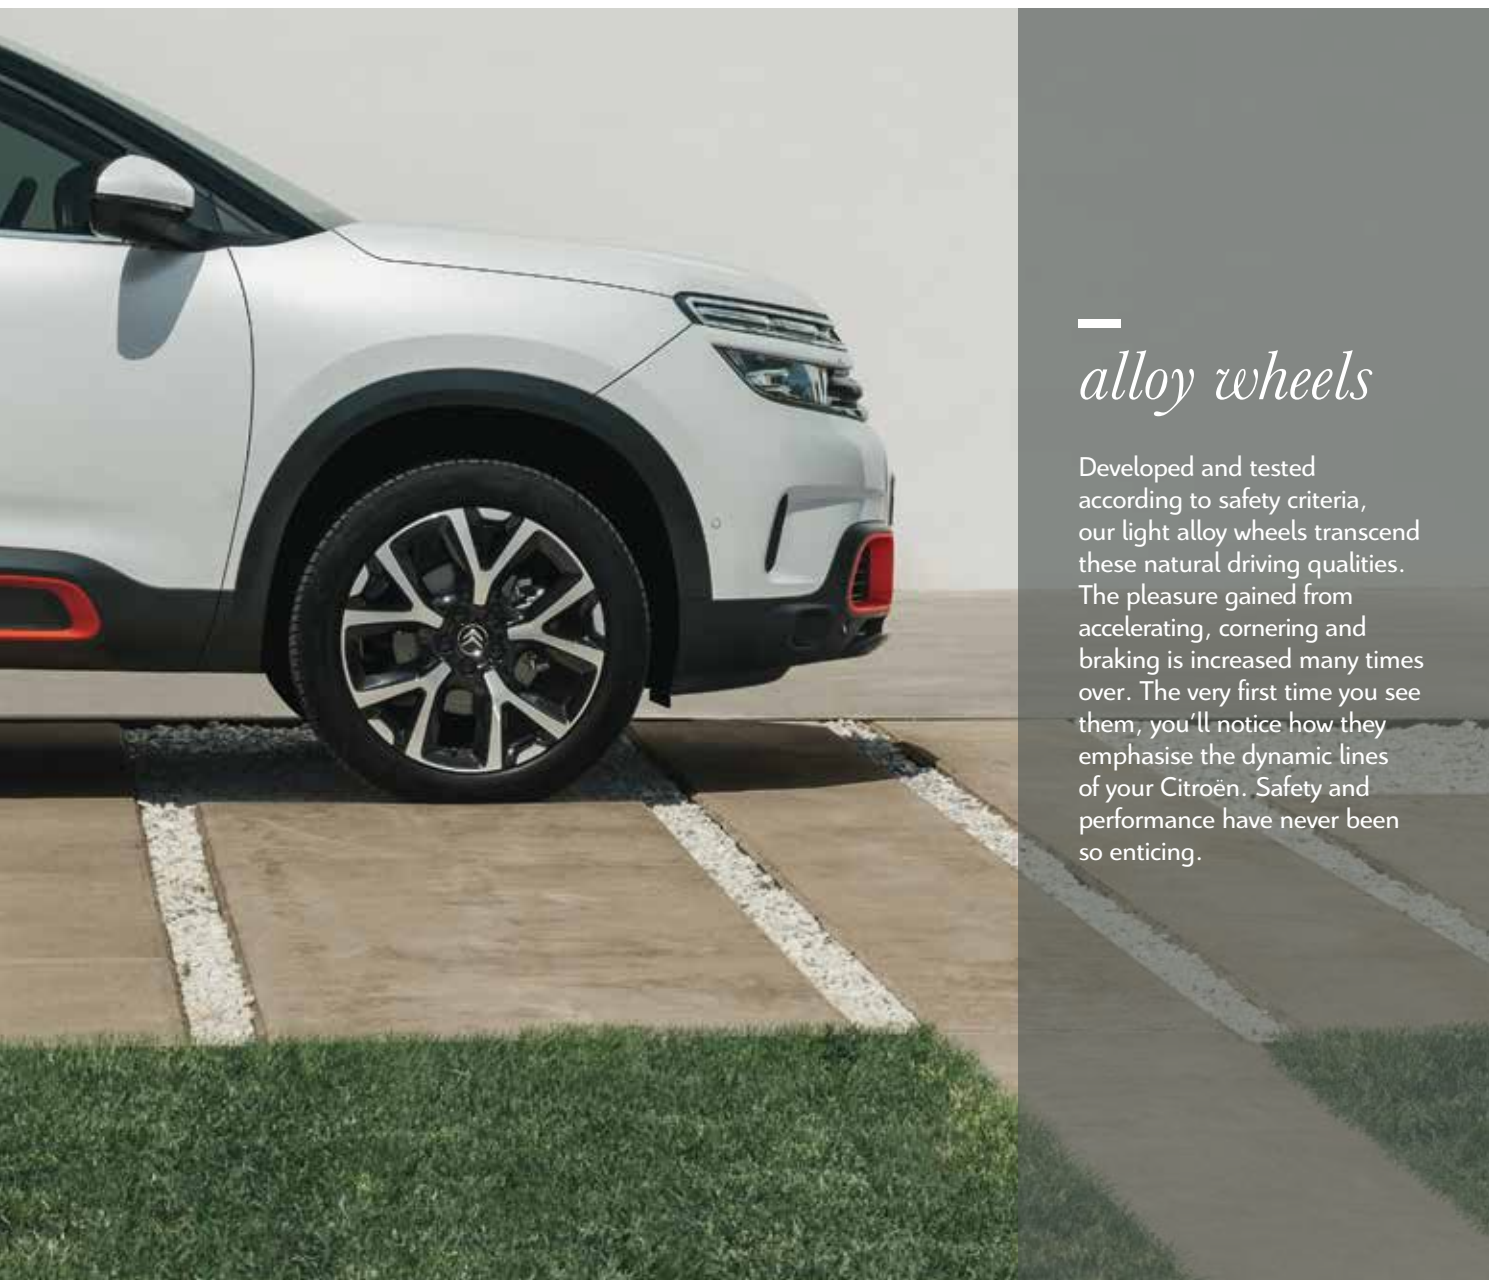 alloy wheels
Developed and tested
according to safety criteria,
our light alloy wheels transcend
these natural driving qualities.
The pleasure gained from
accelerating, cornering and
braking is increased many times
over. The very first time you see
them, you'll notice how they
emphasise the dynamic lines
of your Citroën. Safety and
performance have never been
so enticing.